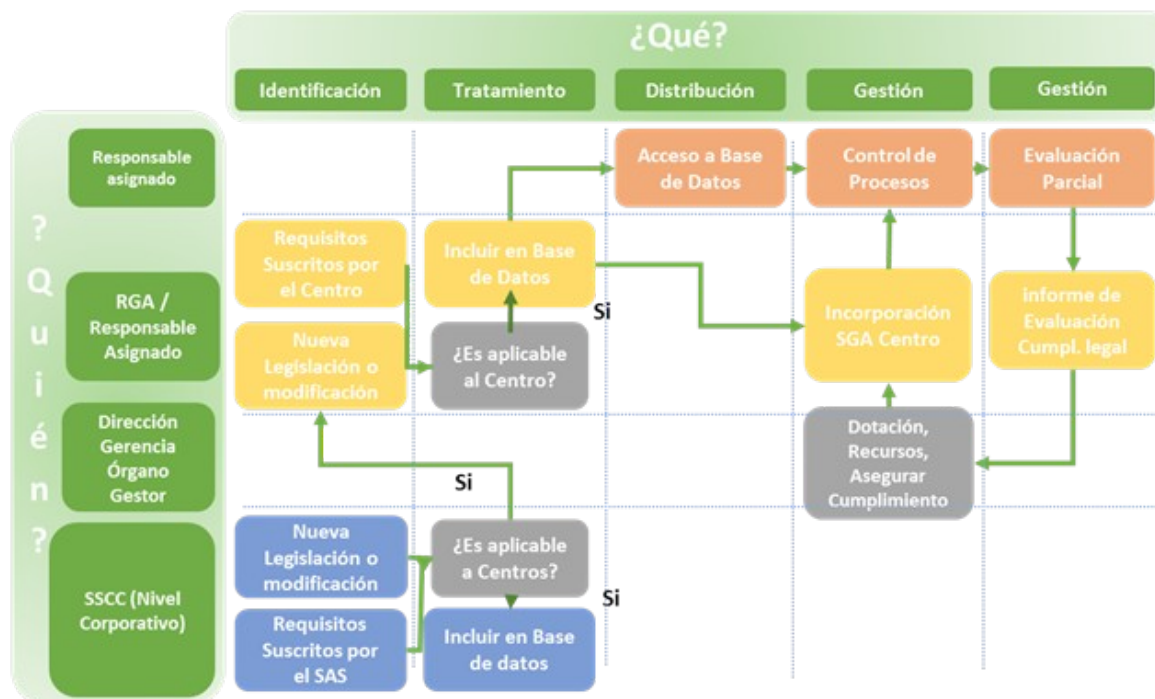 ¿Qué?
Identificación
Tratamiento
Distribución
Gestión
Gestión
? Quién?
Responsable
asignado
Acceso a Base
de Datos
Control de
Procesos
Evaluación
Parcial
RGA /
Responsable
Asignado
Requisitos
Suscritos por
el Centro
Incluir en Base
de Datos
Si
Nueva
Legislación o
modificación
¿Es aplicable
al Centro?
Incorporación
SGA Centro
informe de
Evaluación
Cumpl. legal
Dirección
Gerencia
Órgano
Gestor
Si
Dotación,
Recursos,
Asegurar
Cumplimiento
SSCC (Nivel
Corporativo)
Nueva
Legislación o
modificación
¿Es aplicable
a Centros?
Si
Requisitos
Suscritos por
el SAS
Incluir en Base
de datos